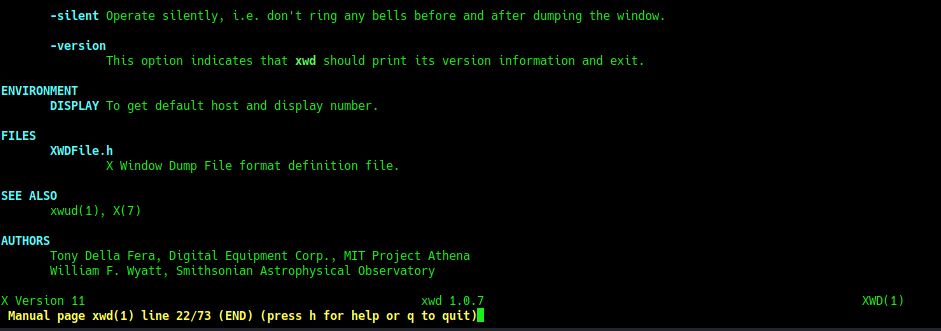 -silent Operate silently, i.e. don't ring any bells before and after dumping the window.
-version
This option indicates that xwd should print its version information and exit.
ENVIRONMENT
DISPLAY To get default host and display number.
FILES
XWDFile.h
X Window Dump File format definition file.
SEE ALSO
xwud(1), X(7)
AUTHORS
Tony Della Fera, Digital Equipment Corp., MIT Project Athena
William F. Wyatt, Smithsonian Astrophysical Observatory
X Version 11 xwd 1.0.7 XWD(1)
Manual page xwd(1) line 22/73 (END) (press h for help or q to quit)